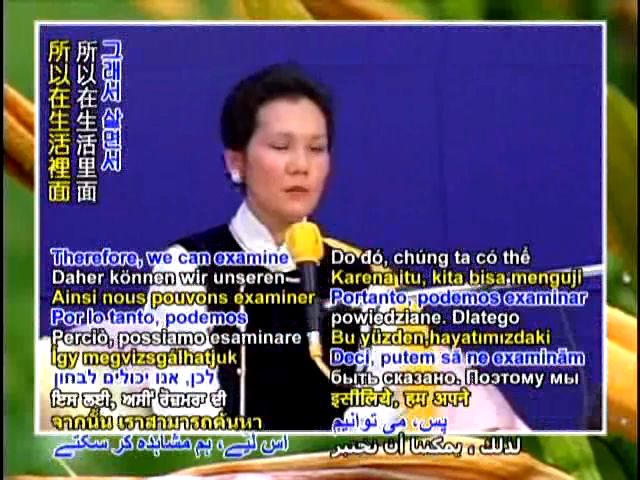 그래서 살면서
所以在生活里面
所以在生活裡面
Therefore, we can examine
Daher können wir unseren
Ainsi nous pouvons examiner
Por lo tanto, podemos
Perciò, possiamo esaminare
Így megvizsgálhatjuk
לכן, אנו יכולים לבחון
ਇਸ ਲਈ, ਅਸੀਂ ਰੋਜ਼ਮਰਾ ਦੀ
จากนั้น เราสามารถค้นหา
اس لیے، ہم مشاہدہ کر سکتے
Do đó, chúng ta có thể
Karena itu, kita bisa menguji
Portanto, podemos examinar
powiedziane. Dlatego
Bu yüzden,hayatımızdaki
Deci, putem să ne examinăm
быть сказано. Поэтому мы
इसीलिये, हम अपने
پس، می توانیم
لذلك ، يمكننا أن نختبر